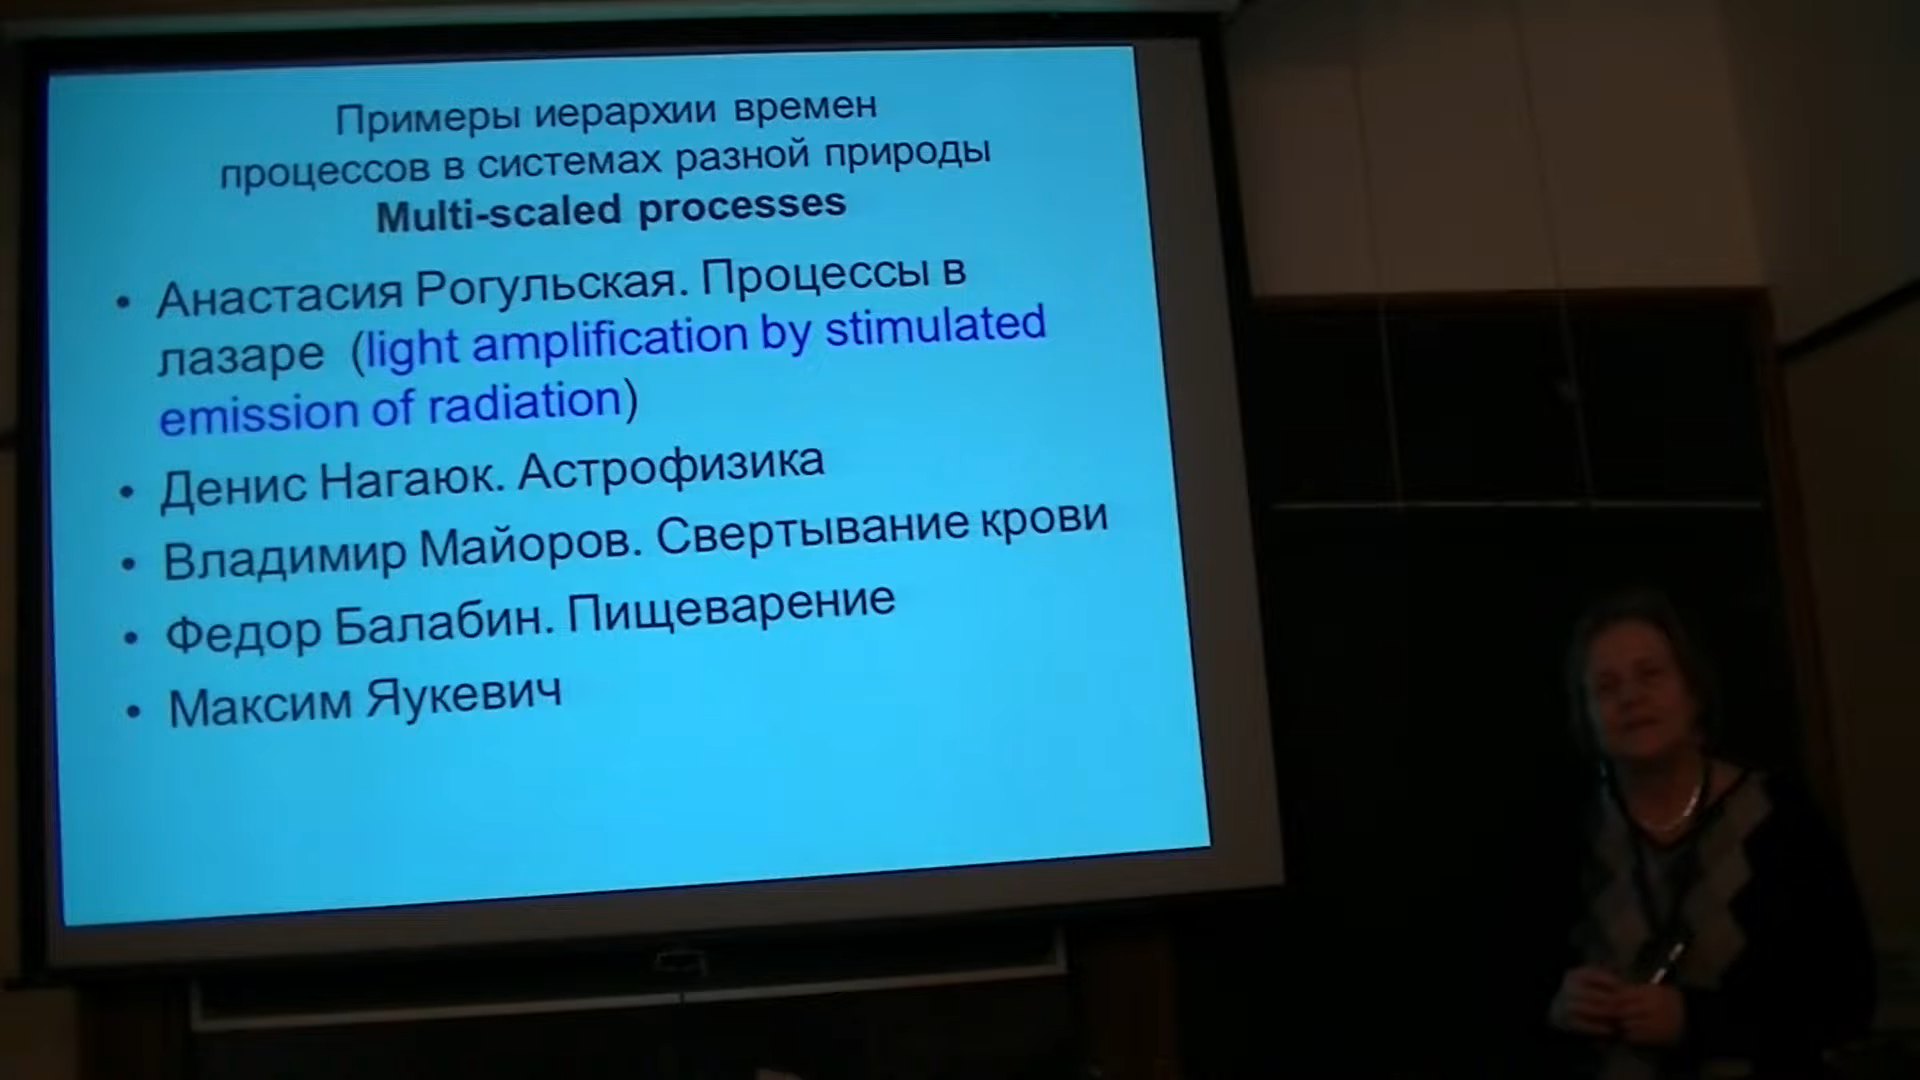 Примеры иерархии времен
процессов в системах разной природы
Multi-scaled processes
• Анастасия Рогульская. Процессы в
лазаре (light amplification by stimulated
emission of radiation)
• Денис Нагаюк. Астрофизика
• Владимир Майоров. Свертывание крови
• Федор Балабин. Пищеварение
• Максим Яукевич